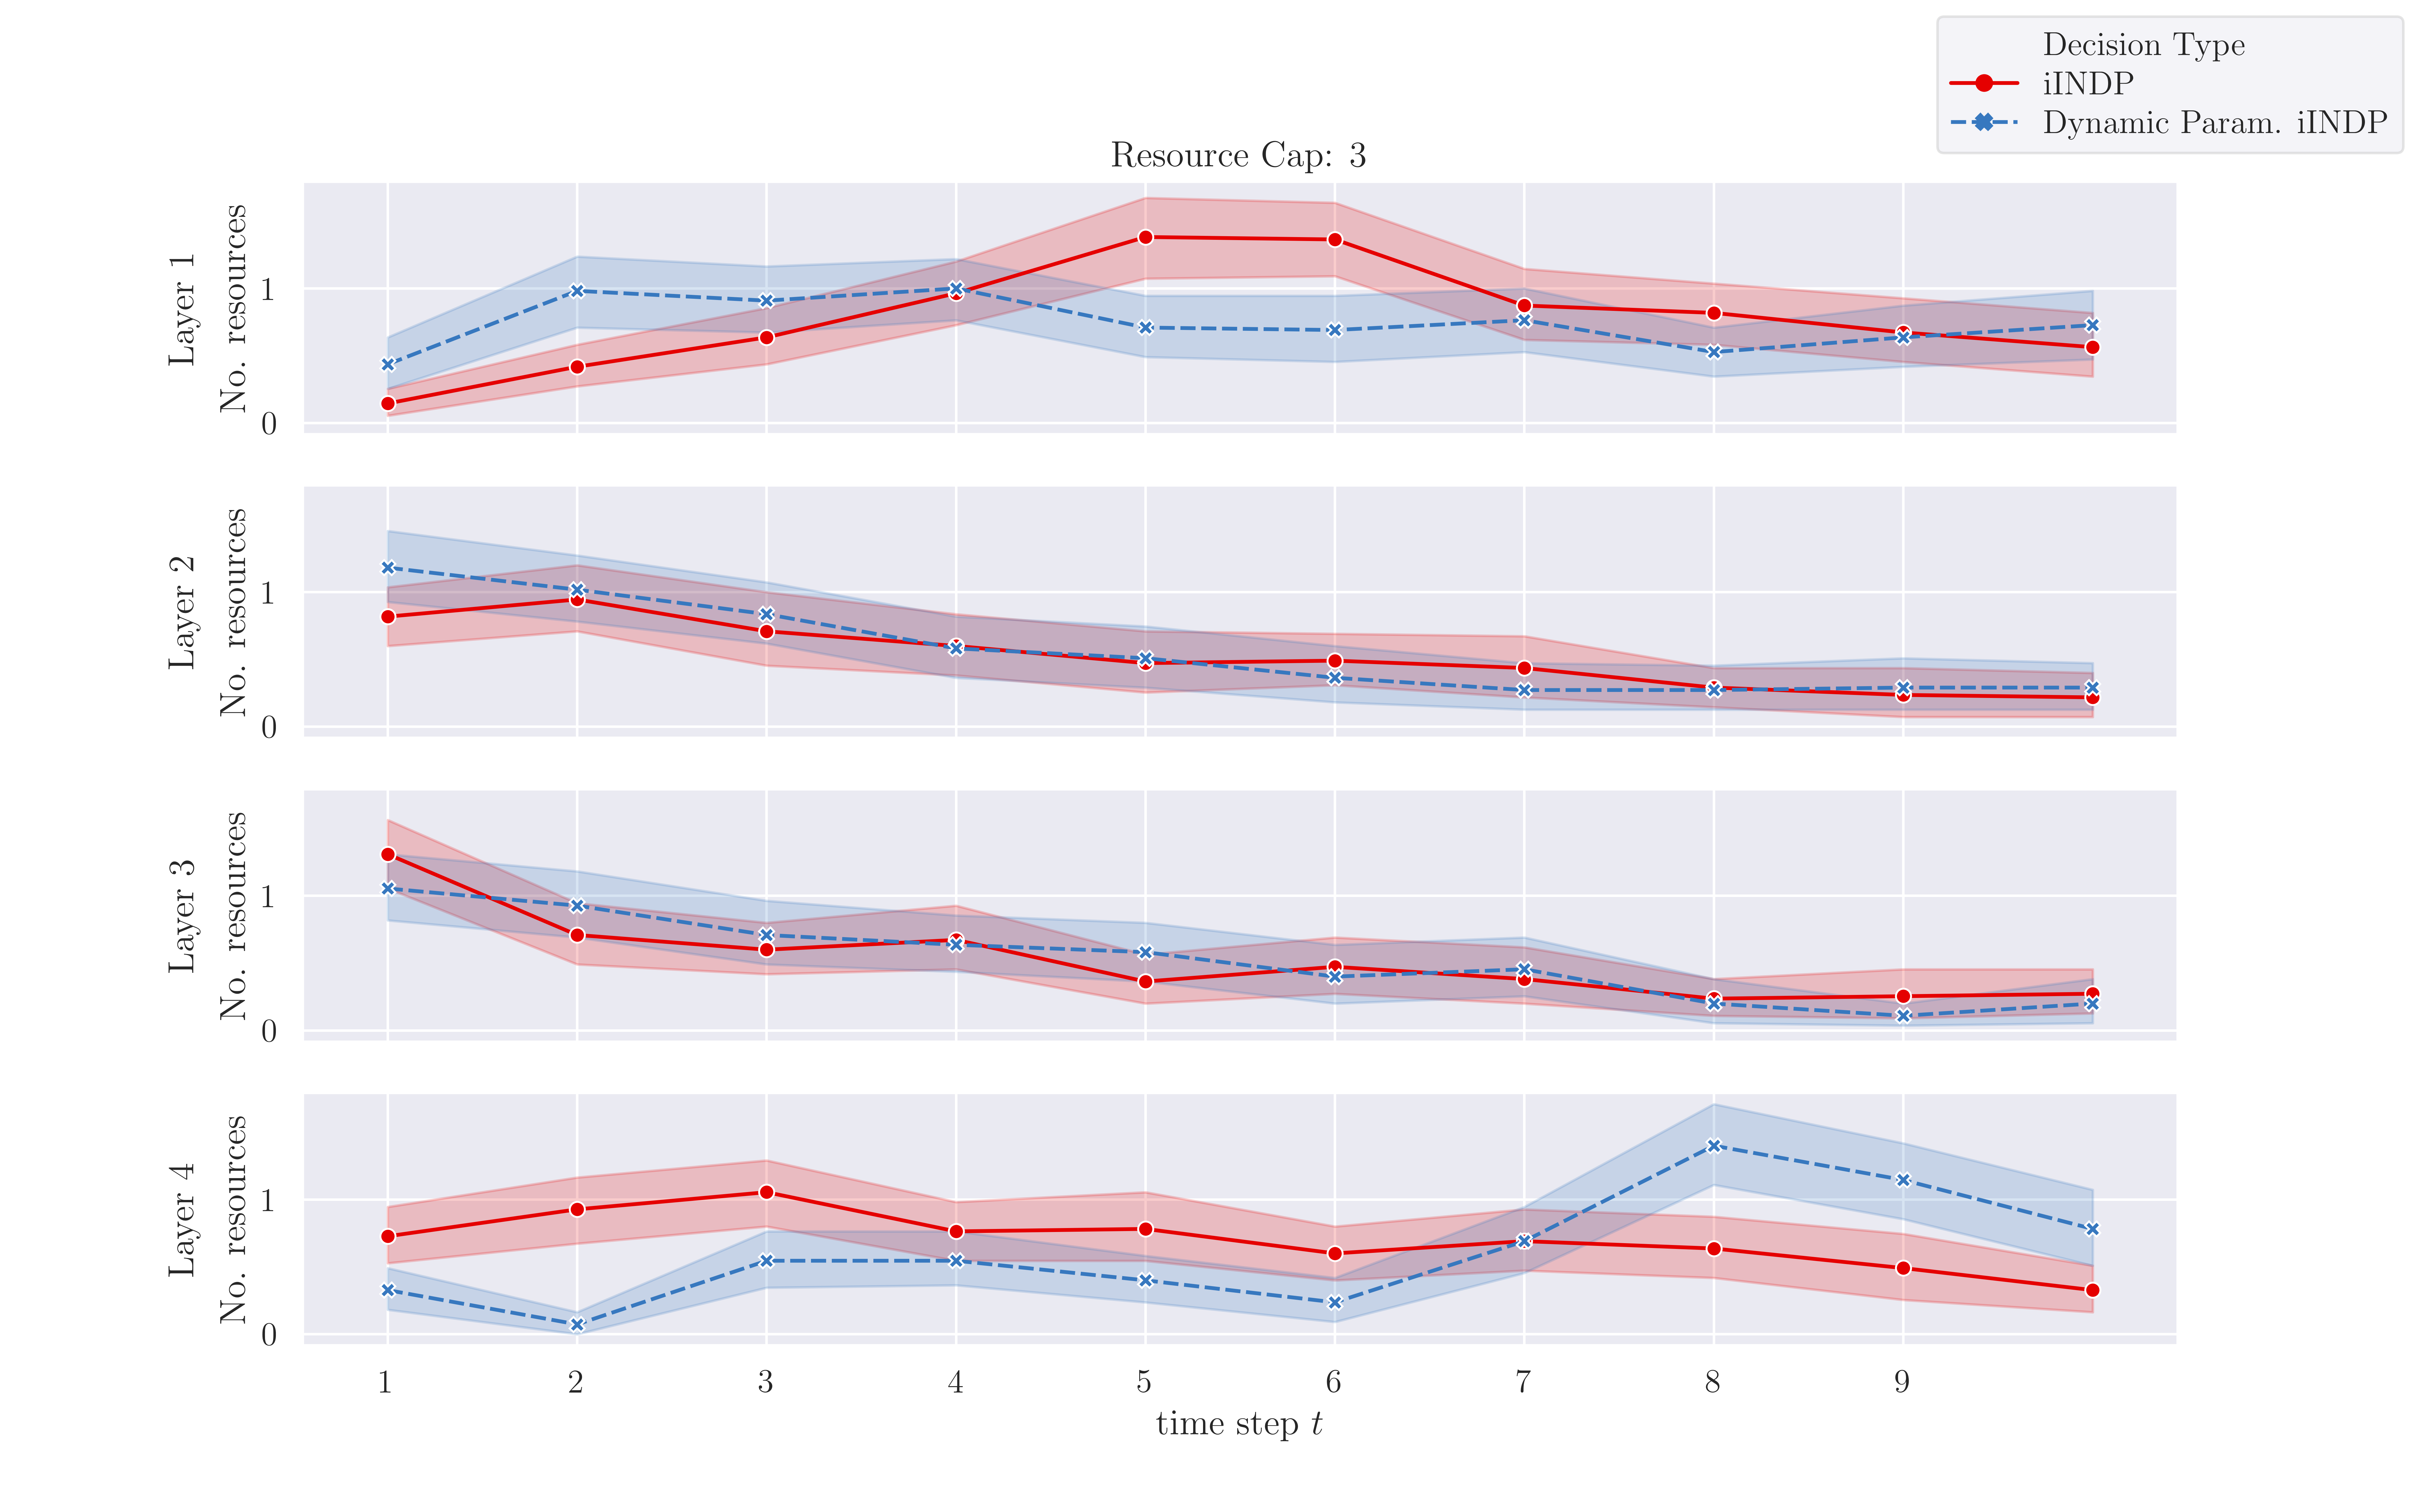 Decision Type
iINDP
Dynamic Param. iINDP
Resource Cap: 3
Layer 1
No. resources
1
0
Layer 2
No. resources
1
0
Layer 3
No. resources
1
0
Layer 4
No. resources
1
0
1 2 3 4 5 6 7 8 9
time step t